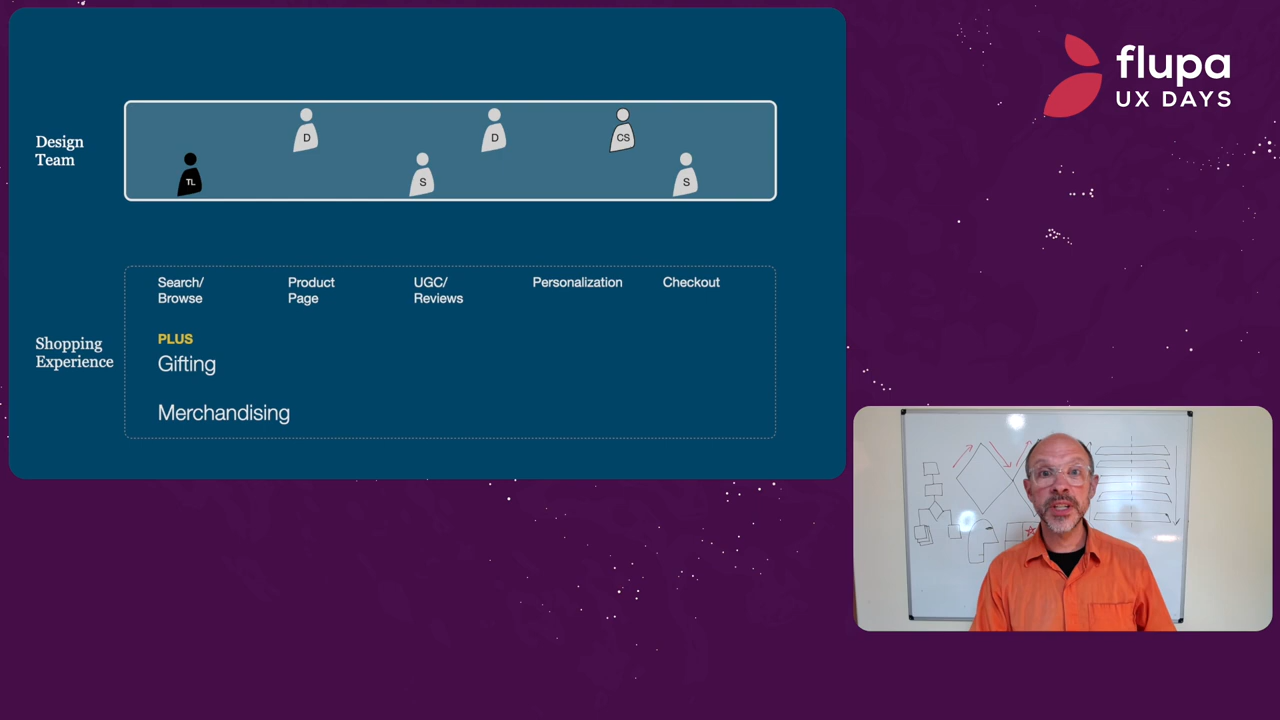 flupa
UX DAYS
Design
Team
D
D
CS
TL
S
S
Search/
Browse
Product
Page
UGC/
Reviews
Personalization
Checkout
Shopping
Experience
PLUS
Gifting
Merchandising